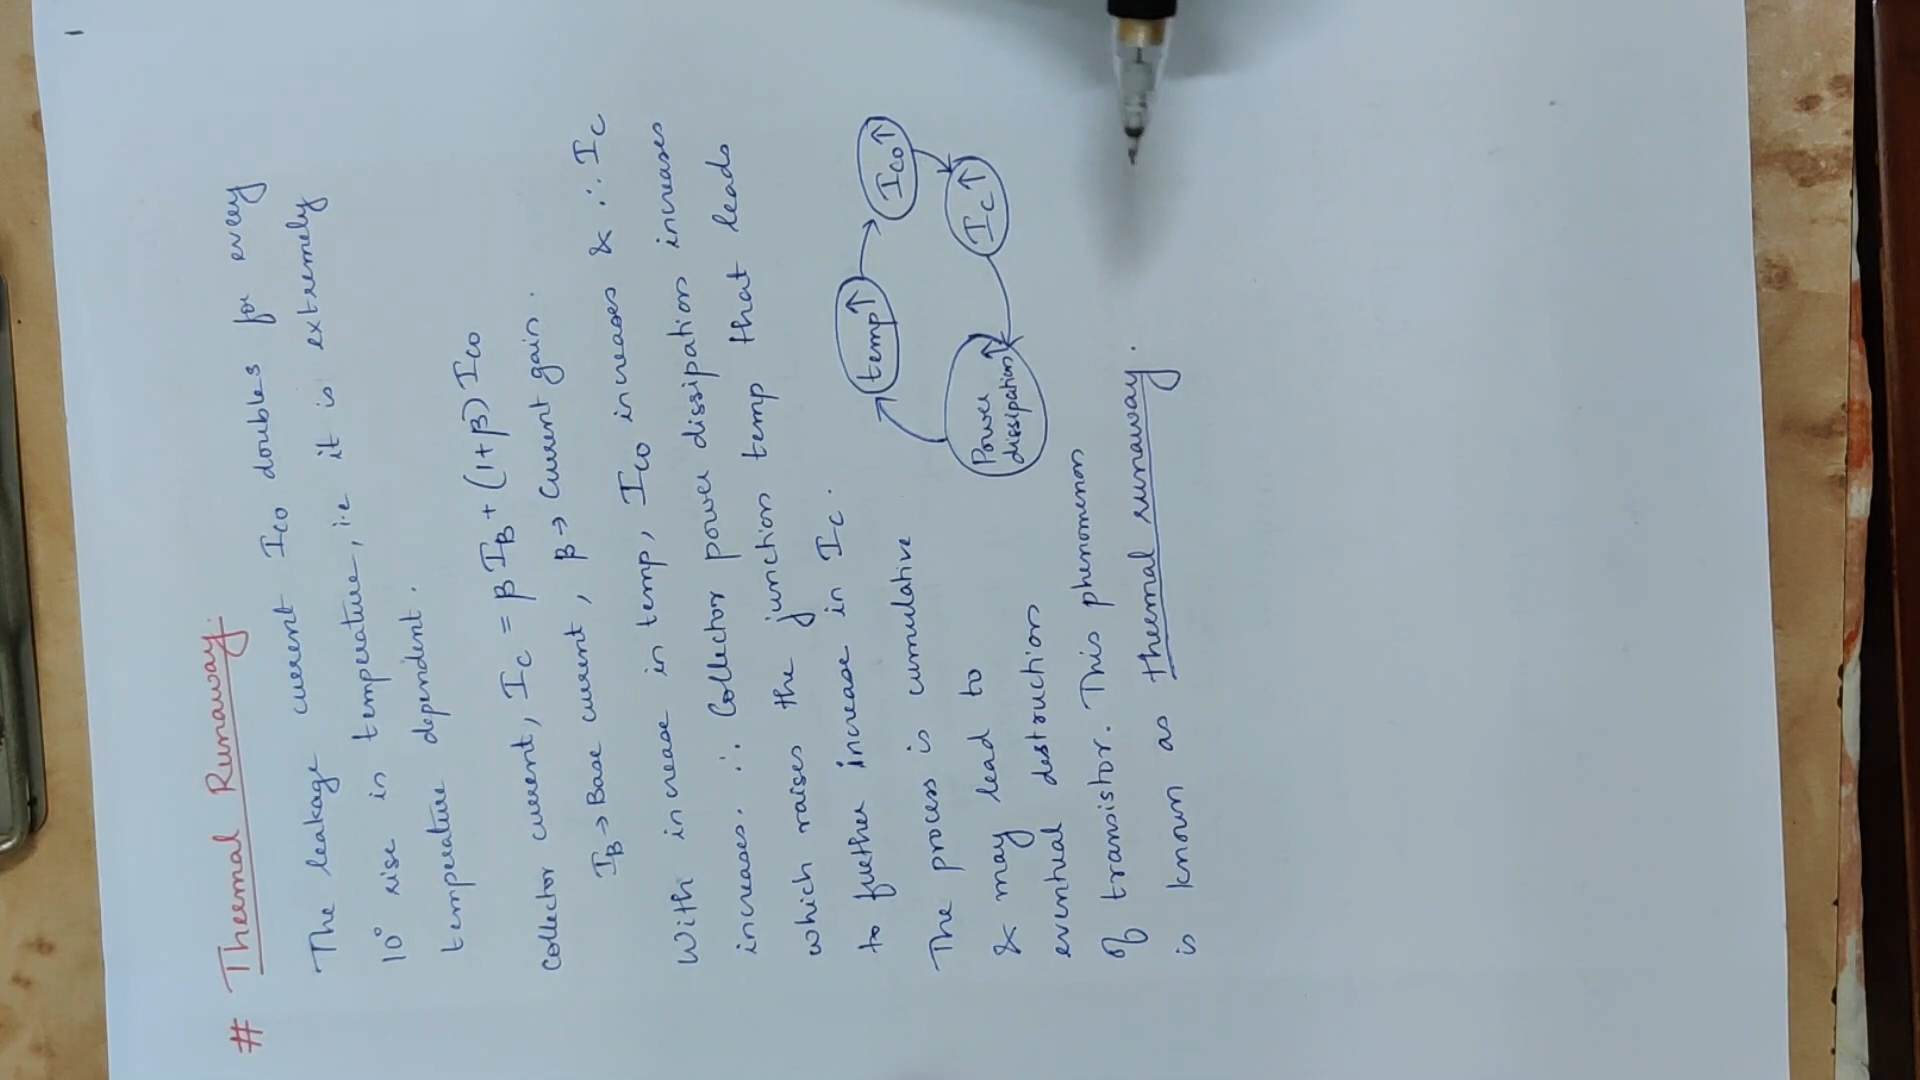 # Thermal Runaway.
The leakage current Ico doubles for every
10° rise in temperature, i.e it is extremely
temperature dependent.
Collector current, Ic = βIB + (1+β) Ico
IB → Base current, β → Current gain.
With increase in temp, Ico increases & ∴ Ic
increases. ∴ Collector power dissipation increases
which raises the junction temp that leads
to further increase in Ic.
The process is cumulative
& may lead to
eventual destruction
of transistor. This phenomenon
is known as thermal runaway.
temp↑
Ico↑
Ic↑
Power ↑
dissipation